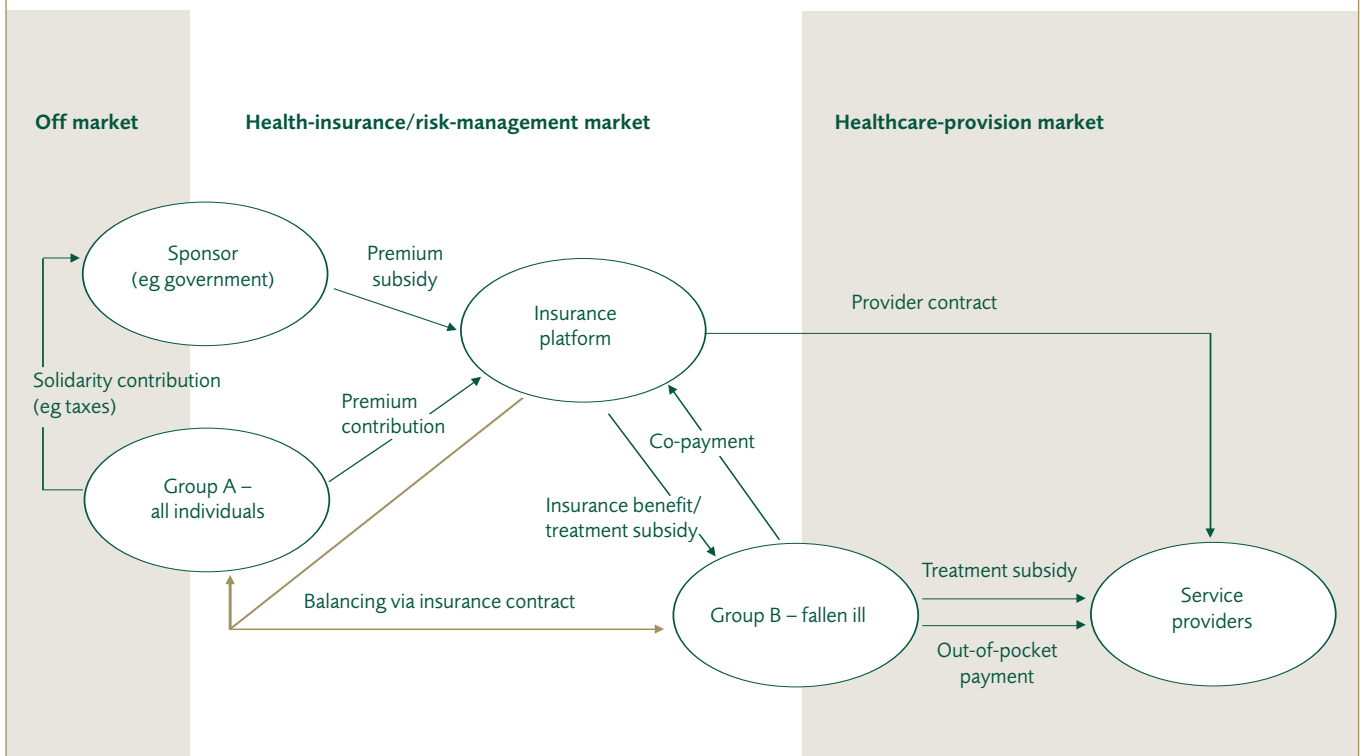 Off market
Health-insurance/risk-management market
Healthcare-provision market
Sponsor
(eg government)
Premium
subsidy
Insurance
platform
Provider contract
Solidarity contribution
(eg taxes)
Premium
contribution
Group A –
all individuals
Co-payment
Insurance benefit/
treatment subsidy
Balancing via insurance contract
Group B – fallen ill
Treatment subsidy
Out-of-pocket
payment
Service
providers